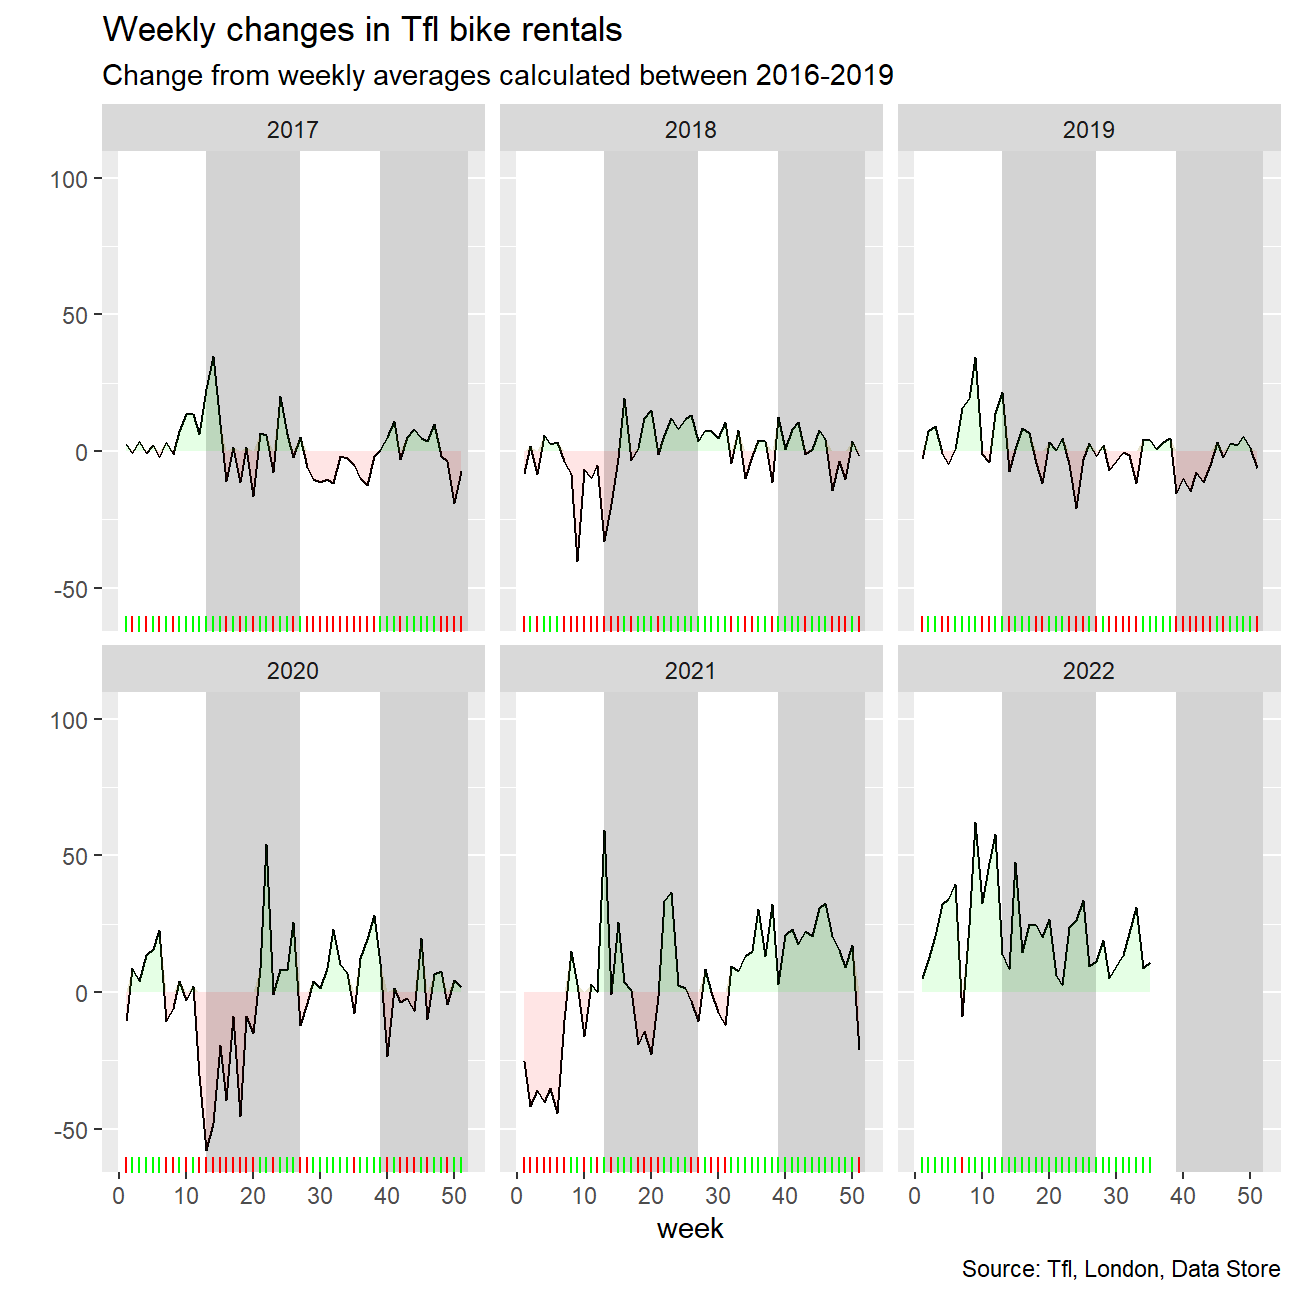 Weekly changes in Tfl bike rentals
Change from weekly averages calculated between 2016-2019
2017 2018 2019
100
50
0
-50
2020 2021 2022
100
50
0
-50
0 10 20 30 40 50 0 10 20 30 40 50 0 10 20 30 40 50
week
Source: Tfl, London, Data Store